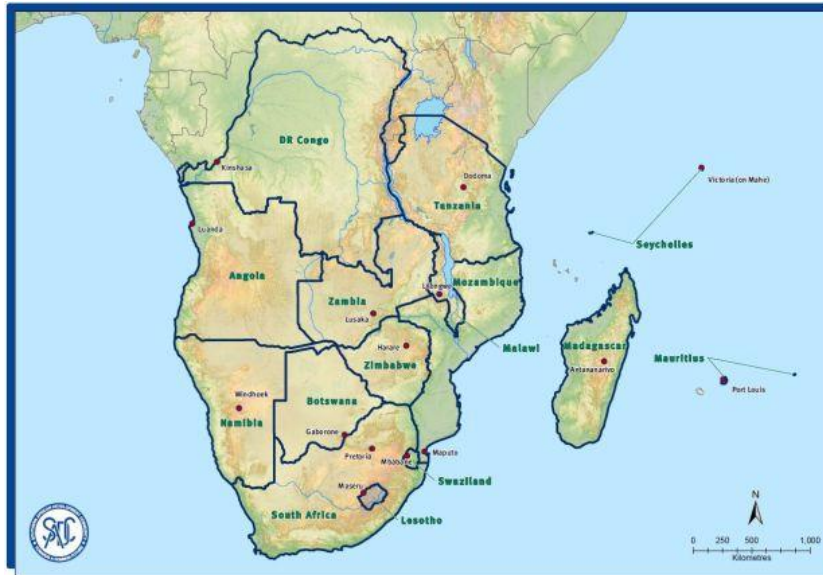 DR Congo
Kinshasa
Dodoma
Tanzania
Victoria (on Mahe)
Luanda
Seychelles
Angola
Mozambique
Lilongwe
Zambia
Lusaka
Malawi
Harare
Zimbabwe
Madagascar
Antananarivo
Mauritius
Port Louis
Windhoek
Namibia
Botswana
Gaborone
Pretoria
Mbabane
Maputo
Swaziland
Maseru
South Africa
Lesotho
SADC
N
0 250 500 1,000
Kilometres